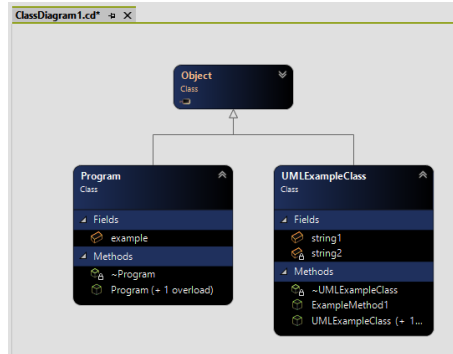 ClassDiagram1.cd*
Object
Class
Program
Class
Fields
example
Methods
~Program
Program (+ 1 overload)
UMLExampleClass
Class
Fields
string1
string2
Methods
~UMLExampleClass
ExampleMethod1
UMLExampleClass (+ 1...